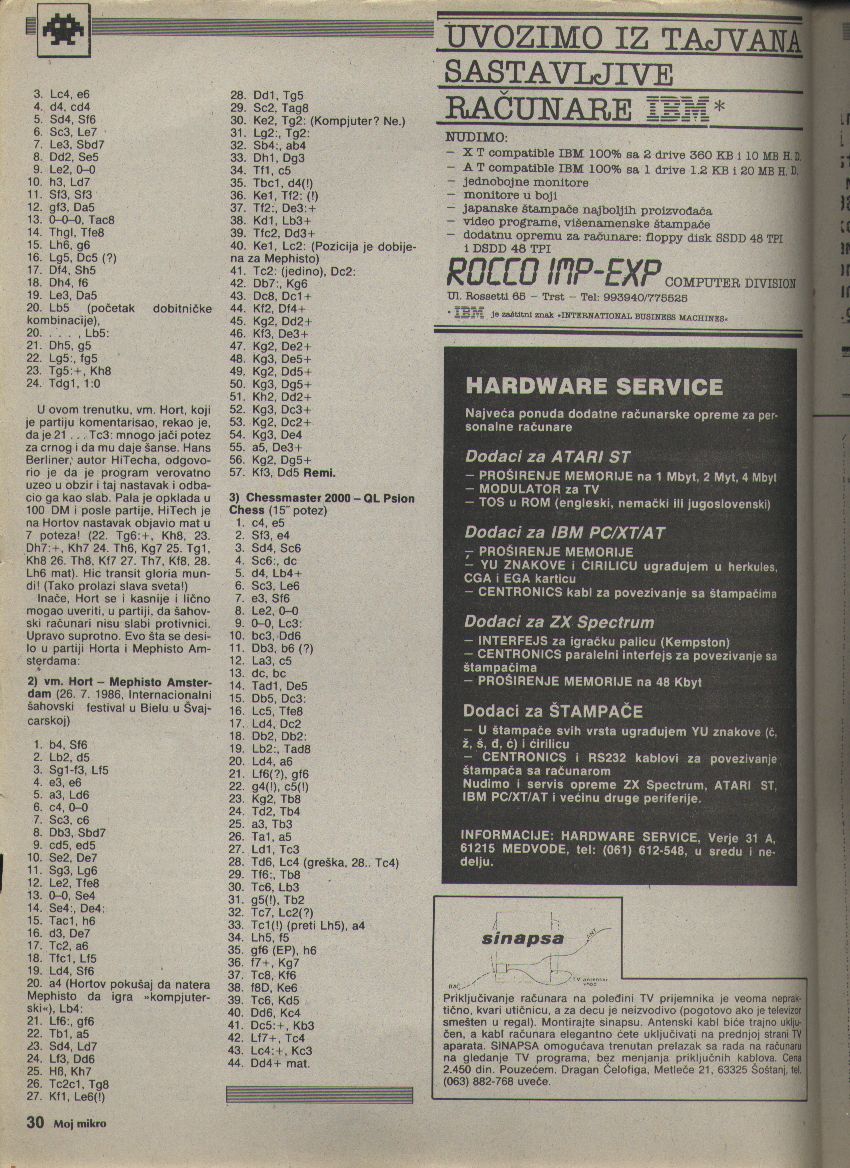 3. Lc4, e6
4. d4, cd4
5. Sd4, Sf6
6. Sc3, Le7
7. Le3, Sbd7
8. Dd2, Se5
9. Le2, 0–0
10. h3, Ld7
11. Sf3, Sf3
12. gf3, Da5
13. 0–0–0, Tac8
14. Thgl, Tfe8
15. Lh6, g6
16. Lg5, Dc5 (?)
17. Df4, Sh5
18. Dh4, f6
19. Le3, Da5
20. Lb5 (početak dobitničke
kombinacije),
20. . . . . , Lb5:
21. Dh5, g5
22. Lg5:, fg5
23. Tg5:+, Kh8
24. Tdg1, 1:0
U ovom trenutku, vm. Hort, koji
je partiju komentarisao, rekao je,
da je 21 . . . Tc3: mnogo jači potez
za crnog i da mu daje šanse. Hans
Berliner, autor HiTecha, odgovo-
rio je da je program verovatno
uzeo u obzir i taj nastavak i odba-
cio ga kao slab. Pala je opklada u
100 DM i posle partije, HiTech je
na Hortov nastavak objavio mat u
7 poteza! (22. Tg6:+, Kh8, 23.
Dh7:+, Kh7 24. Th6, Kg7 25. Tg1,
Kh8 26. Th8, Kf7 27. Th7, Kf8, 28.
Lh6 mat). Hic transit gloria mun-
di! (Tako prolazi slava sveta!)
Inače, Hort se i kasnije i lično
mogao uveriti, u partiji, da šahov-
ski računari nisu slabi protivnici.
Upravo suprotno. Evo šta se desi-
lo u partiji Horta i Mephisto Am-
sterdama:
2) vm. Hort – Mephisto Amster-
dam (26. 7. 1986, Internacionalni
šahovski festival u Bielu u Švaj-
carskoj)
1. b4, Sf6
2. Lb2, d5
3. Sg1-f3, Lf5
4. e3, e6
5. a3, Ld6
6. c4, 0–0
7. Sc3, c6
8. Db3, Sbd7
9. cd5, ed5
10. Se2, De7
11. Sg3, Lg6
12. Le2, Tfe8
13. 0–0, Se4
14. Se4:, De4:
15. Tac1, h6
16. d3, De7
17. Tc2, a6
18. Tfc1, Lf5
19. Ld4, Sf6
20. a4 (Hortov pokušaj da natera
Mephisto da igra »kompjuter-
ski«), Lb4:
21. Lf6:, gf6
22. Tb1, a5
23. Sd4, Ld7
24. Lf3, Dd6
25. Hß, Kh7
26. Tc2c1, Tg8
27. Kf1, Le6(!)
28. Dd1, Tg5
29. Sc2, Tag8
30. Ke2, Tg2: (Kompjuter? Ne.)
31. Lg2:, Tg2:
32. Sb4:, ab4
33. Dh1, Dg3
34. Tf1, c5
35. Tbc1, d4(!)
36. Ke1, Tf2: (!)
37. Tf2:, De3:+
38. Kd1, Lb3+
39. Tfc2, Dd3+
40. Ke1, Lc2: (Pozicija je dobije-
na za Mephisto)
41. Tc2: (jedino), Dc2:
42. Db7:, Kg6
43. Dc8, Dc1+
44. Kf2, Df4+
45. Kg2, Dd2+
46. Kf3, De3+
47. Kg2, De2+
48. Kg3, De5+
49. Kg2, Dd5+
50. Kg3, Dg5+
51. Kh2, Dd2+
52. Kg3, Dc3+
53. Kg2, Dc2+
54. Kg3, De4
55. a5, De3+
56. Kg2, Dg5+
57. Kf3, Dd5 Remi.
3) Chessmaster 2000 – QL Psion
Chess (15˝ potez)
1. c4, e5
2. Sf3, e4
3. Sd4, Sc6
4. Sc6:, dc
5. d4, Lb4+
6. Sc3, Le6
7. e3, Sf6
8. Le2, 0–0
9. 0–0, Lc3:
10. bc3, Dd6
11. Db3, b6 (?)
12. La3, c5
13. dc, bc
14. Tad1, De5
15. Db5, Dc3:
16. Lc5, Tfe8
17. Ld4, Dc2
18. Db2, Db2:
19. Lb2:, Tad8
20. Ld4, a6
21. Lf6(?), gf6
22. g4(!), c5(!)
23. Kg2, Tb8
24. Td2, Tb4
25. a3, Tb3
26. Ta1, a5
27. Ld1, Tc3
28. Td6, Lc4 (greška, 28.. Tc4)
29. Tf6:, Tb8
30. Tc6, Lb3
31. g5(!), Tb2
32. Tc7, Lc2(?)
33. Tc1(!) (preti Lh5), a4
34. Lh5, f5
35. gf6 (EP), h6
36. f7+, Kg7
37. Tc8, Kf6
38. f8D, Ke6
39. Tc6, Kd5
40. Dd6, Kc4
41. Dc5:+, Kb3
42. Lf7+, Tc4
43. Lc4:+, Kc3
44. Dd4+ mat.
UVOZIMO IZ TAJVANA
SASTAVLJIVE
RAČUNARE IBM*
NUDIMO:
– X T compatible IBM 100% sa 2 drive 360 KB i 10 MB H. D.
– A T compatible IBM 100% sa 1 drive 1.2 KB i 20 MB H. D.
– jednobojne monitore
– monitore u boji
– japanske štampače najboljih proizvođača
– video programe, višenamenske štampače
– dodatnu opremu za računare: floppy disk SSDD 48 TPI
i DSDD 48 TPI
ROCCO IMP-EXP COMPUTER DIVISION
Ul. Rossetti 65 – Trst – Tel: 993940/775525
* IBM je zaštitni znak »INTERNATIONAL BUSINESS MACHINES«
HARDWARE SERVICE
Najveća ponuda dodatne računarske opreme za per-
sonalne računare
Dodaci za ATARI ST
– PROŠIRENJE MEMORIJE na 1 Mbyt, 2 Myt, 4 Mbyt
– MODULATOR za TV
– TOS u ROM (engleski, nemački ili jugoslovenski)
Dodaci za IBM PC/XT/AT
– PROŠIRENJE MEMORIJE
– YU ZNAKOVE i ĆIRILICU ugrađujem u herkules,
CGA i EGA karticu
– CENTRONICS kabl za povezivanje sa štampačima
Dodaci za ZX Spectrum
– INTERFEJS za igračku palicu (Kempston)
– CENTRONICS paralelni interfejs za povezivanje sa
štampačima
– PROŠIRENJE MEMORIJE na 48 Kbyt
Dodaci za ŠTAMPAČE
– U štampače svih vrsta ugrađujem YU znakove (č,
ž, š, đ, ć) i ćirilicu
– CENTRONICS i RS232 kablovi za povezivanje
štampača sa računarom
Nudimo i servis opreme ZX Spectrum, ATARI ST,
IBM PC/XT/AT i većinu druge periferije.
INFORMACIJE: HARDWARE SERVICE, Verje 31 A,
61215 MEDVODE, tel: (061) 612-548, u sredu i ne-
delju.
sinapsa
ANT
RAČ.
TV antenski
Priključivanje računara na poleđini TV prijemnika je veoma neprak-
tično, kvari utičnicu, a za decu je neizvodivo (pogotovo ako je televizor
smešten u regal). Montirajte sinapsu. Antenski kabl biće trajno uklju-
čen, a kabl računara elegantno ćete uključivati na prednjoj strani TV
aparata. SINAPSA omogućava trenutan prelazak sa rada na računaru
na gledanje TV programa, bez menjanja priključnih kablova. Cena
2.450 din. Pouzećem. Dragan Čelofiga, Metleče 21, 63325 Šoštanj, tel.
(063) 882-768 uveče.
30 Moj mikro